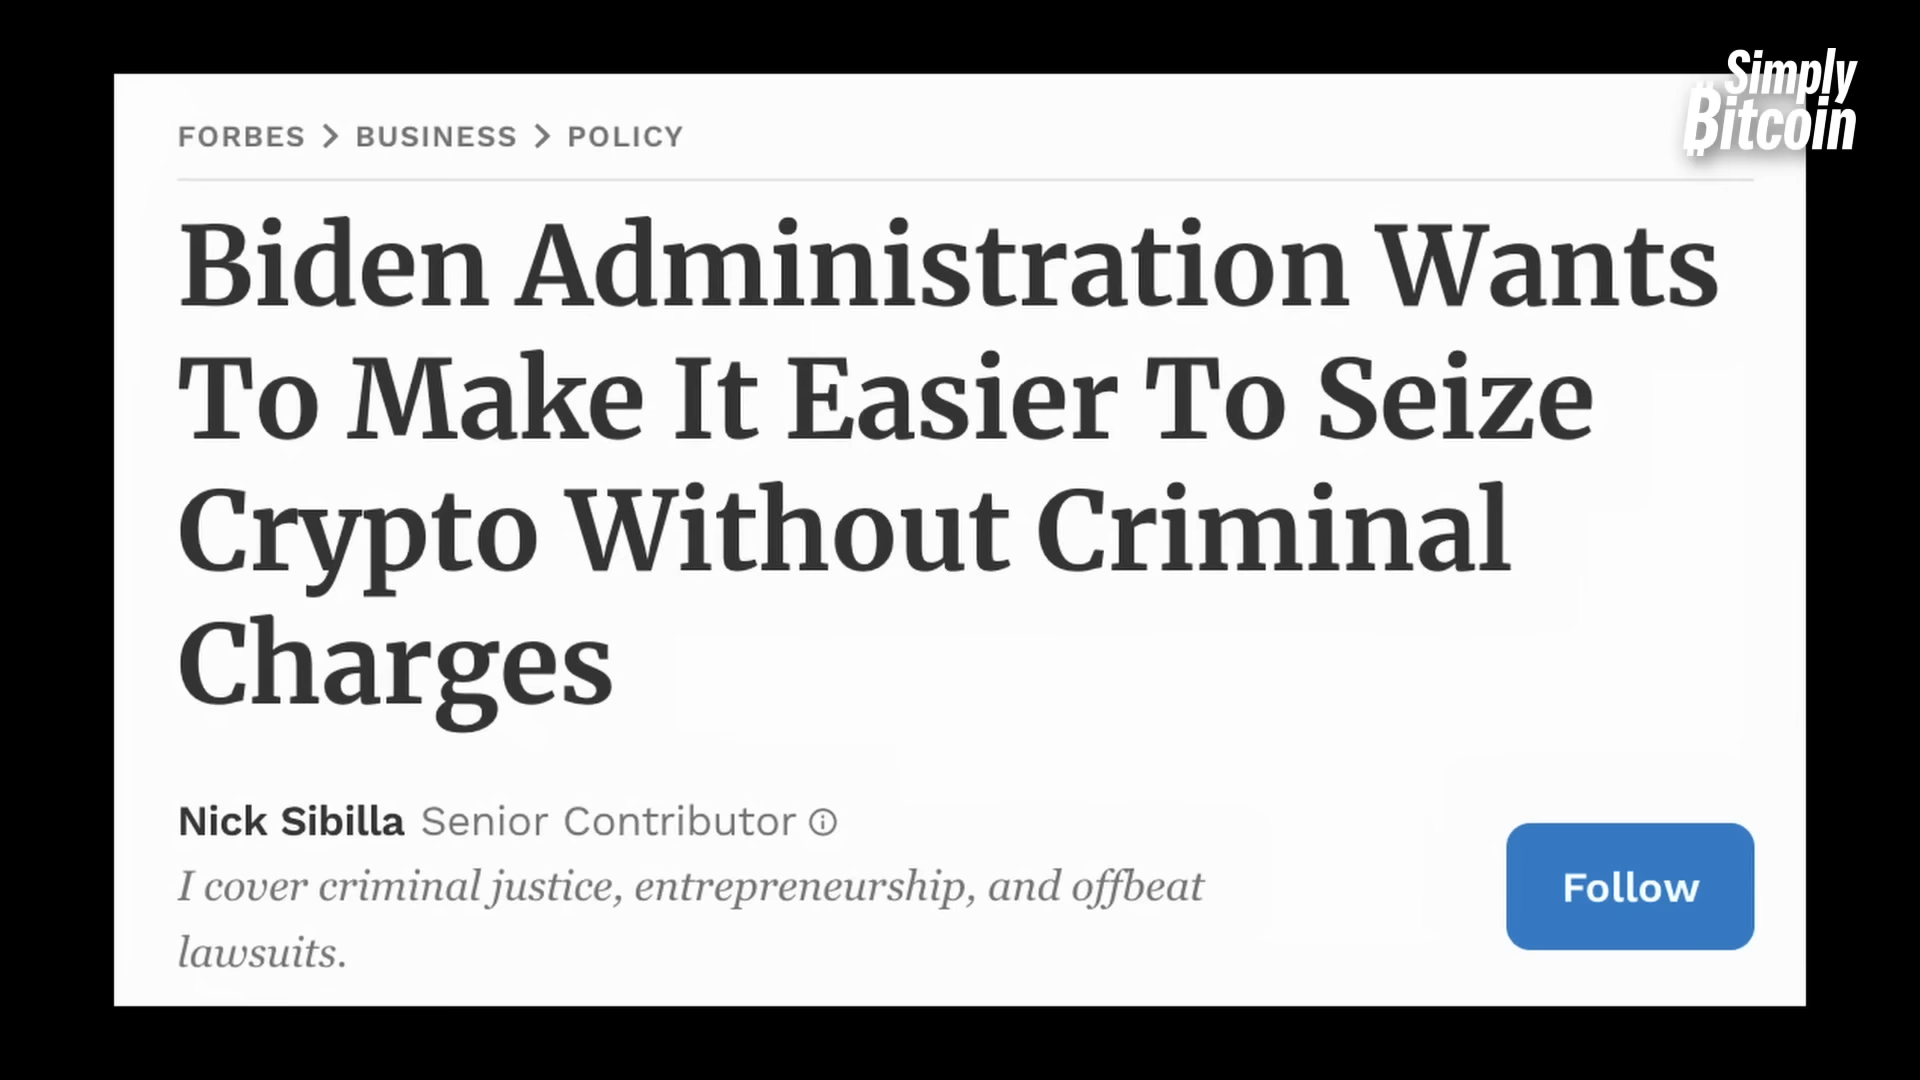 Simply
Bitcoin
FORBES > BUSINESS > POLICY
Biden Administration Wants
To Make It Easier To Seize
Crypto Without Criminal
Charges
Nick Sibilla Senior Contributor
I cover criminal justice, entrepreneurship, and offbeat
lawsuits.
Follow